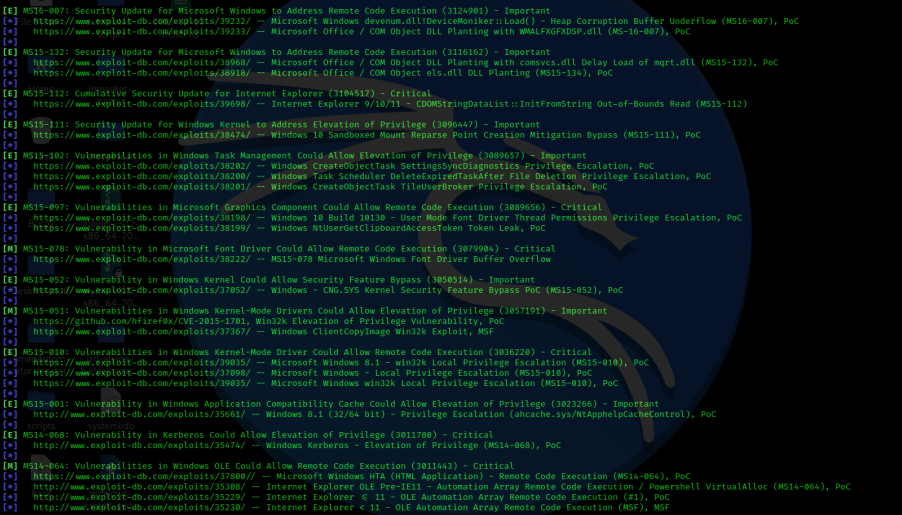 [E] MS16-007: Security Update for Microsoft Windows to Address Remote Code Execution (3124901) - Important
[*]   https://www.exploit-db.com/exploits/39232/ -- Microsoft Windows devenum.dll!DeviceMoniker::Load() - Heap Corruption Buffer Underflow (MS16-007), PoC
[*]   https://www.exploit-db.com/exploits/39233/ -- Microsoft Office / COM Object DLL Planting with WMALFXGFXDSP.dll (MS-16-007), PoC
[*]
[E] MS15-132: Security Update for Microsoft Windows to Address Remote Code Execution (3116162) - Important
[*]   https://www.exploit-db.com/exploits/38968/ -- Microsoft Office / COM Object DLL Planting with comsvcs.dll Delay Load of mqrt.dll (MS15-132), PoC
[*]   https://www.exploit-db.com/exploits/38918/ -- Microsoft Office / COM Object els.dll DLL Planting (MS15-134), PoC
[*]
[E] MS15-112: Cumulative Security Update for Internet Explorer (3104517) - Critical
[*]   https://www.exploit-db.com/exploits/39698/ -- Internet Explorer 9/10/11 - CDOMStringDataList::InitFromString Out-of-Bounds Read (MS15-112)
[*]
[E] MS15-111: Security Update for Windows Kernel to Address Elevation of Privilege (3096447) - Important
[*]   https://www.exploit-db.com/exploits/38474/ -- Windows 10 Sandboxed Mount Reparse Point Creation Mitigation Bypass (MS15-111), PoC
[*]
[E] MS15-102: Vulnerabilities in Windows Task Management Could Allow Elevation of Privilege (3089657) - Important
[*]   https://www.exploit-db.com/exploits/38202/ -- Windows CreateObjectTask SettingsSyncDiagnostics Privilege Escalation, PoC
[*]   https://www.exploit-db.com/exploits/38200/ -- Windows Task Scheduler DeleteExpiredTaskAfter File Deletion Privilege Escalation, PoC
[*]   https://www.exploit-db.com/exploits/38201/ -- Windows CreateObjectTask TileUserBroker Privilege Escalation, PoC
[*]
[E] MS15-097: Vulnerabilities in Microsoft Graphics Component Could Allow Remote Code Execution (3089656) - Critical
[*]   https://www.exploit-db.com/exploits/38198/ -- Windows 10 Build 10130 - User Mode Font Driver Thread Permissions Privilege Escalation, PoC
[*]   https://www.exploit-db.com/exploits/38199/ -- Windows NtUserGetClipboardAccessToken Token Leak, PoC
[*]
[M] MS15-078: Vulnerability in Microsoft Font Driver Could Allow Remote Code Execution (3079904) - Critical
[*]   https://www.exploit-db.com/exploits/38222/ -- MS15-078 Microsoft Windows Font Driver Buffer Overflow
[*]
[E] MS15-052: Vulnerability in Windows Kernel Could Allow Security Feature Bypass (3050514) - Important
[*]   https://www.exploit-db.com/exploits/37052/ -- Windows - CNG.SYS Kernel Security Feature Bypass PoC (MS15-052), PoC
[*]
[M] MS15-051: Vulnerabilities in Windows Kernel-Mode Drivers Could Allow Elevation of Privilege (3057191) - Important
[*]   https://github.com/hfiref0x/CVE-2015-1701, Win32k Elevation of Privilege Vulnerability, PoC
[*]   https://www.exploit-db.com/exploits/37367/ -- Windows ClientCopyImage Win32k Exploit, MSF
[*]
[E] MS15-010: Vulnerabilities in Windows Kernel-Mode Driver Could Allow Remote Code Execution (3036220) - Critical
[*]   https://www.exploit-db.com/exploits/39035/ -- Microsoft Windows 8.1 - win32k Local Privilege Escalation (MS15-010), PoC
[*]   https://www.exploit-db.com/exploits/37098/ -- Microsoft Windows - Local Privilege Escalation (MS15-010), PoC
[*]   https://www.exploit-db.com/exploits/39035/ -- Microsoft Windows win32k Local Privilege Escalation (MS15-010), PoC
[*]
[E] MS15-001: Vulnerability in Windows Application Compatibility Cache Could Allow Elevation of Privilege (3023266) - Important
[*]   http://www.exploit-db.com/exploits/35661/ -- Windows 8.1 (32/64 bit) - Privilege Escalation (ahcache.sys/NtApphelpCacheControl), PoC
[*]
[E] MS14-068: Vulnerability in Kerberos Could Allow Elevation of Privilege (3011780) - Critical
[*]   http://www.exploit-db.com/exploits/35474/ -- Windows Kerberos - Elevation of Privilege (MS14-068), PoC
[*]
[M] MS14-064: Vulnerabilities in Windows OLE Could Allow Remote Code Execution (3011443) - Critical
[*]   https://www.exploit-db.com/exploits/37800// -- Microsoft Windows HTA (HTML Application) - Remote Code Execution (MS14-064), PoC
[*]   http://www.exploit-db.com/exploits/35308/ -- Internet Explorer OLE Pre-IE11 - Automation Array Remote Code Execution / Powershell VirtualAlloc (MS14-064), PoC
[*]   http://www.exploit-db.com/exploits/35229/ -- Internet Explorer <= 11 - OLE Automation Array Remote Code Execution (#1), PoC
[*]   http://www.exploit-db.com/exploits/35230/ -- Internet Explorer < 11 - OLE Automation Array Remote Code Execution (MSF), MSF
scripts
systeminfo